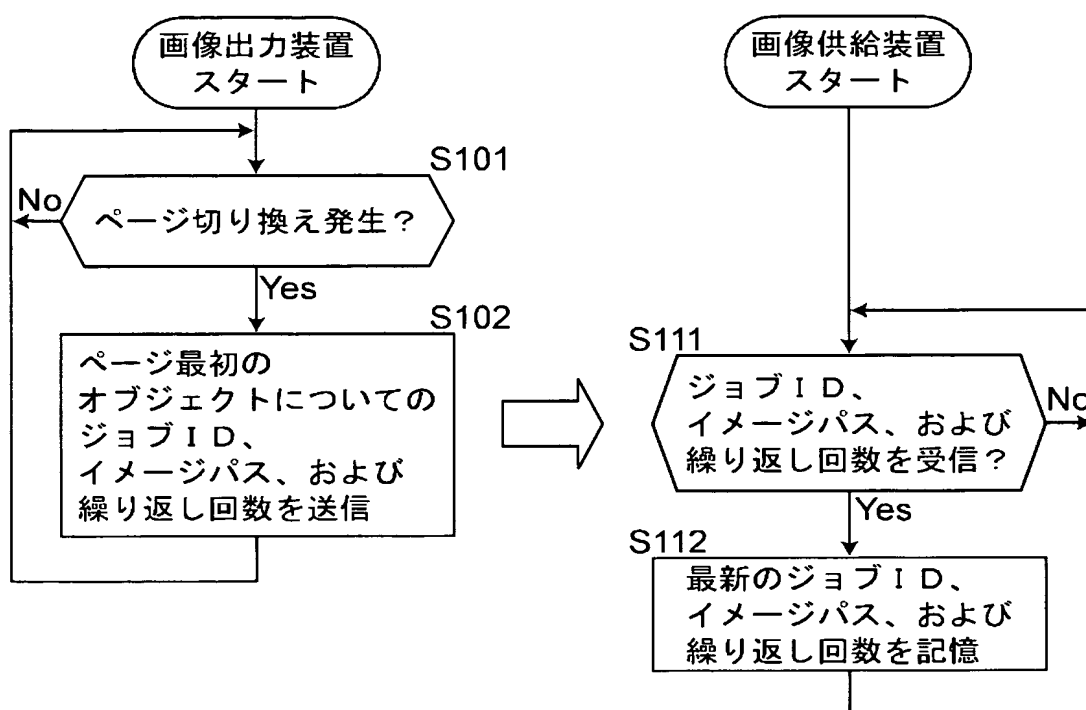 画像出力装置
スタート
S101
No
ページ切り換え発生？
Yes
S102
ページ最初の
オブジェクトについての
ジョブＩＤ、
イメージパス、および
繰り返し回数を送信
画像供給装置
スタート
S111
ジョブＩＤ、
イメージパス、および
繰り返し回数を受信？
No
Yes
S112
最新のジョブＩＤ、
イメージパス、および
繰り返し回数を記憶